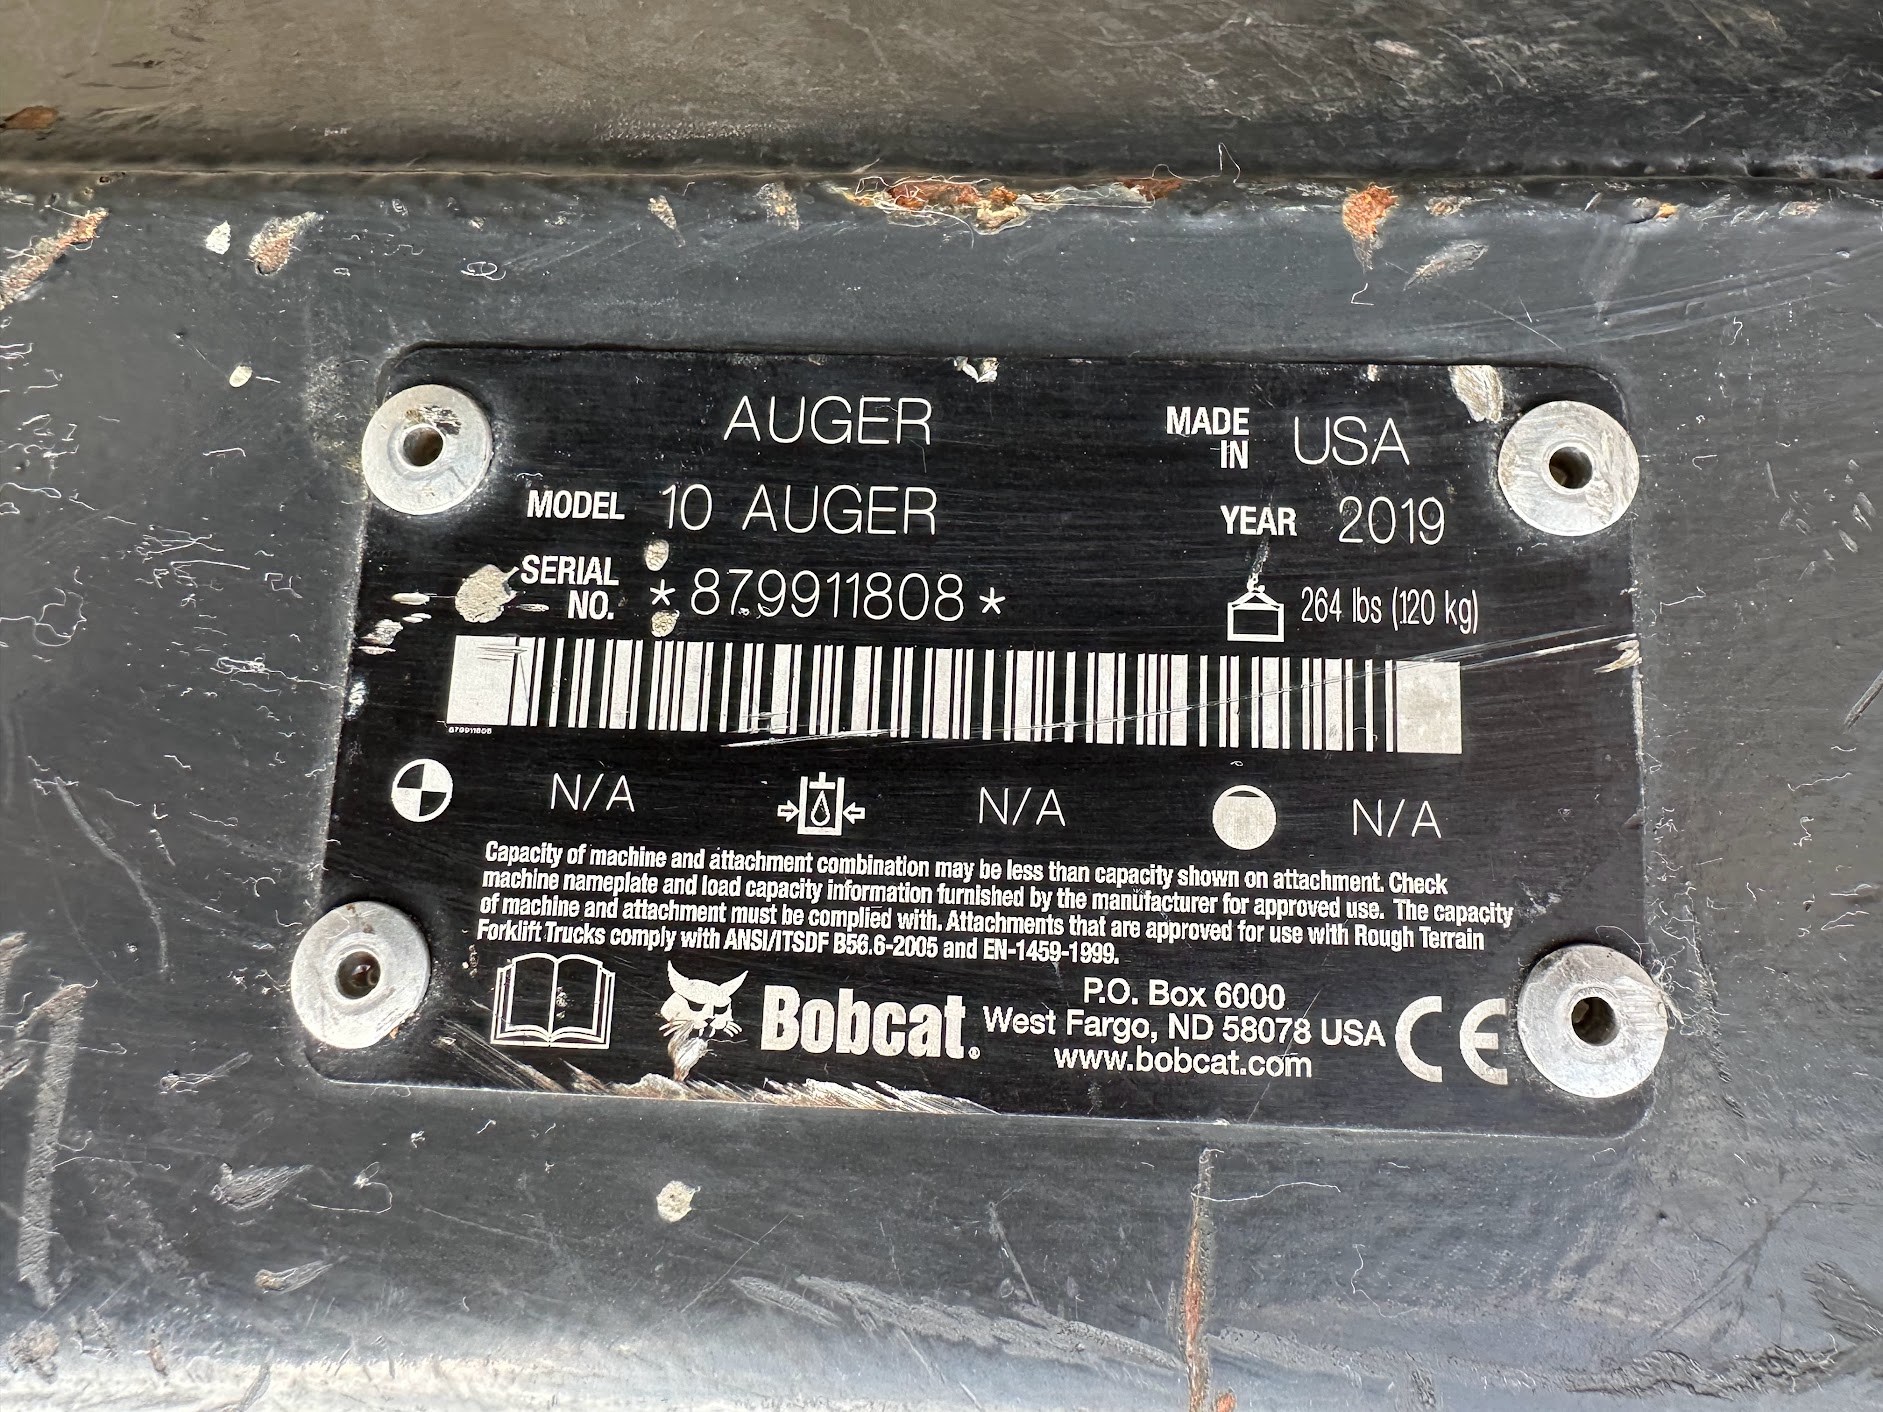 AUGER
MADE IN USA
MODEL 10 AUGER
YEAR 2019
SERIAL NO. *879911808*
264 lbs (120 kg)
879911808
N/A N/A N/A
Capacity of machine and attachment combination may be less than capacity shown on attachment. Check
machine nameplate and load capacity information furnished by the manufacturer for approved use. The capacity
of machine and attachment must be complied with. Attachments that are approved for use with Rough Terrain
Forklift Trucks comply with ANSI/ITSDF B56.6-2005 and EN-1459-1999.
Bobcat®
P.O. Box 6000
West Fargo, ND 58078 USA
www.bobcat.com
CE